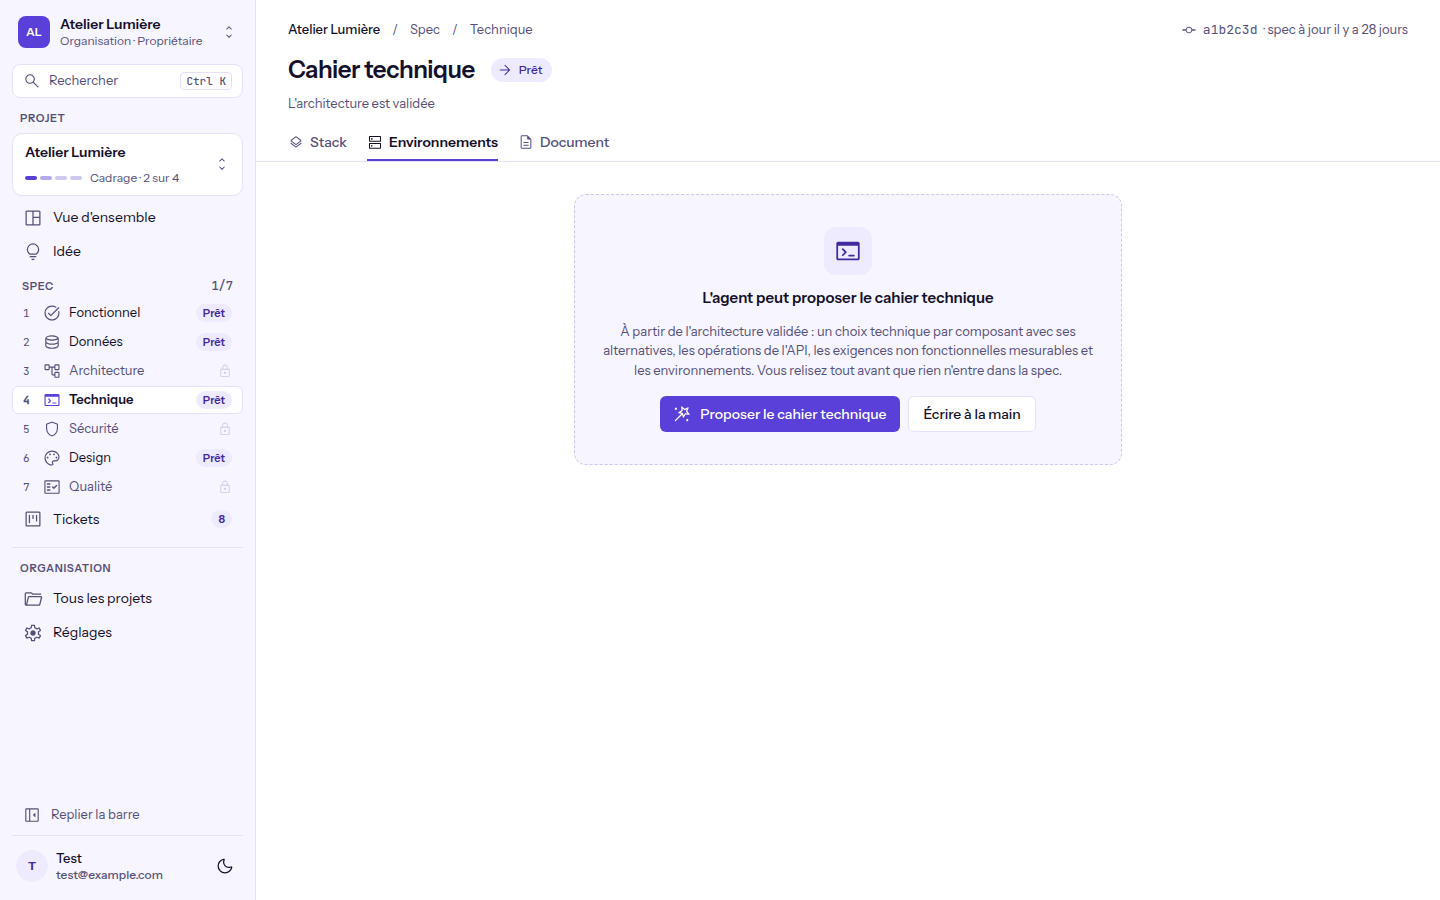 AL
Atelier Lumière
Organisation · Propriétaire
Rechercher
Ctrl K
PROJET
Atelier Lumière
Cadrage · 2 sur 4
Vue d'ensemble
Idée
SPEC 1/7
1 Fonctionnel Prêt
2 Données Prêt
3 Architecture
4 Technique Prêt
5 Sécurité
6 Design Prêt
7 Qualité
Tickets 8
ORGANISATION
Tous les projets
Réglages
Replier la barre
T
Test
test@example.com
Atelier Lumière / Spec / Technique
a1b2c3d · spec à jour il y a 28 jours
Cahier technique
Prêt
L'architecture est validée
Stack
Environnements
Document
L'agent peut proposer le cahier technique
À partir de l'architecture validée : un choix technique par composant avec ses
alternatives, les opérations de l'API, les exigences non fonctionnelles mesurables et
les environnements. Vous relisez tout avant que rien n'entre dans la spec.
Proposer le cahier technique
Écrire à la main